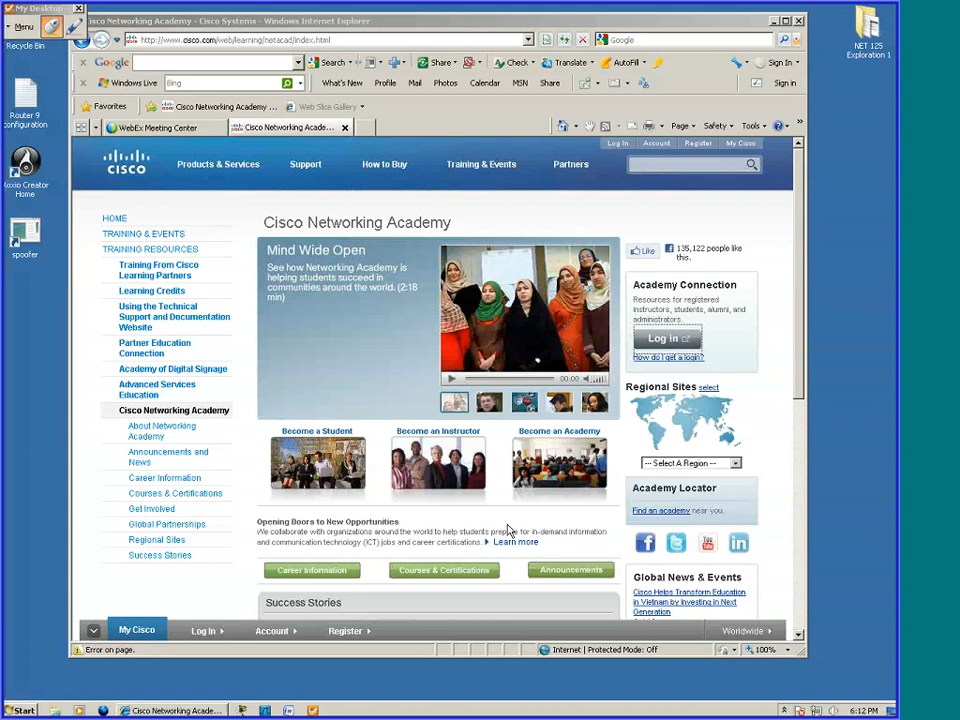 My Desktop
Cisco Networking Academy - Cisco Systems - Windows Internet Explorer
Menu
http://www.cisco.com/web/learning/netacad/index.html
Google
Recycle Bin
Google
Search
Share
Check
Translate
AutoFill
Sign In
Windows Live
Bing
What's New
Profile
Mail
Photos
Calendar
MSN
Share
Sign in
Favorites
Cisco Networking Academy ...
Web Slice Gallery
WebEx Meeting Center
Cisco Networking Acade...
Page
Safety
Tools
NET 125
Exploration 1
Router 9
configuration
Roxio Creator
Home
spoofer
Log In
Account
Register
My Cisco
CISCO
Products & Services
Support
How to Buy
Training & Events
Partners
HOME
TRAINING & EVENTS
TRAINING RESOURCES
Training From Cisco
Learning Partners
Learning Credits
Using the Technical
Support and Documentation
Website
Partner Education
Connection
Academy of Digital Signage
Advanced Services
Education
Cisco Networking Academy
About Networking
Academy
Announcements and
News
Career Information
Courses & Certifications
Get Involved
Global Partnerships
Regional Sites
Success Stories
Cisco Networking Academy
Mind Wide Open
See how Networking Academy is
helping students succeed in
communities around the world. (2:18
min)
00:00
Become a Student
Become an Instructor
Become an Academy
Opening Doors to New Opportunities
We collaborate with organizations around the world to help students prepare for in-demand information
and communication technology (ICT) jobs and career certifications.
Learn more
Career Information
Courses & Certifications
Announcements
Success Stories
Like
135,122 people like
this.
Academy Connection
Resources for registered
instructors, students, alumni, and
administrators.
Log in
How do I get a login?
Regional Sites select
-- Select A Region --
Academy Locator
Find an academy near you.
You
Tube
in
Global News & Events
Cisco Helps Transform Education
in Vietnam by Investing in Next
Generation
My Cisco
Log In
Account
Register
Worldwide
Error on page.
Internet | Protected Mode: Off
100%
Start
Cisco Networking Acade...
6:12 PM